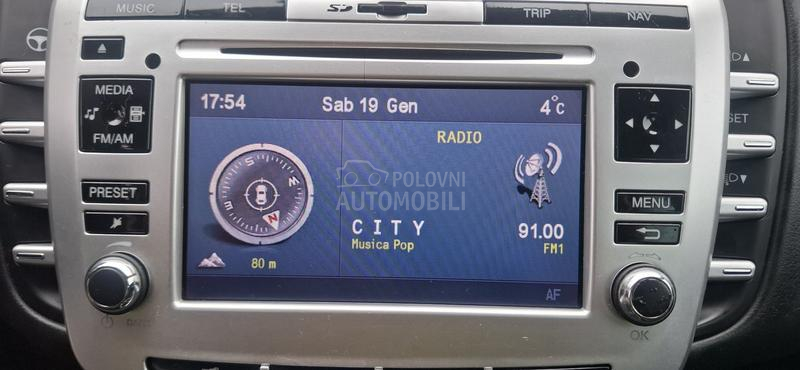 MUSIC
TEL
SD
TRIP
NAV
MEDIA
FM/AM
PRESET
17:54
Sab 19 Gen
4°C
RADIO
POLOVNI
AUTOMOBILI
CITY
Musica Pop
91.00
FM1
80 m
AF
S
N
SET
MENU
OK